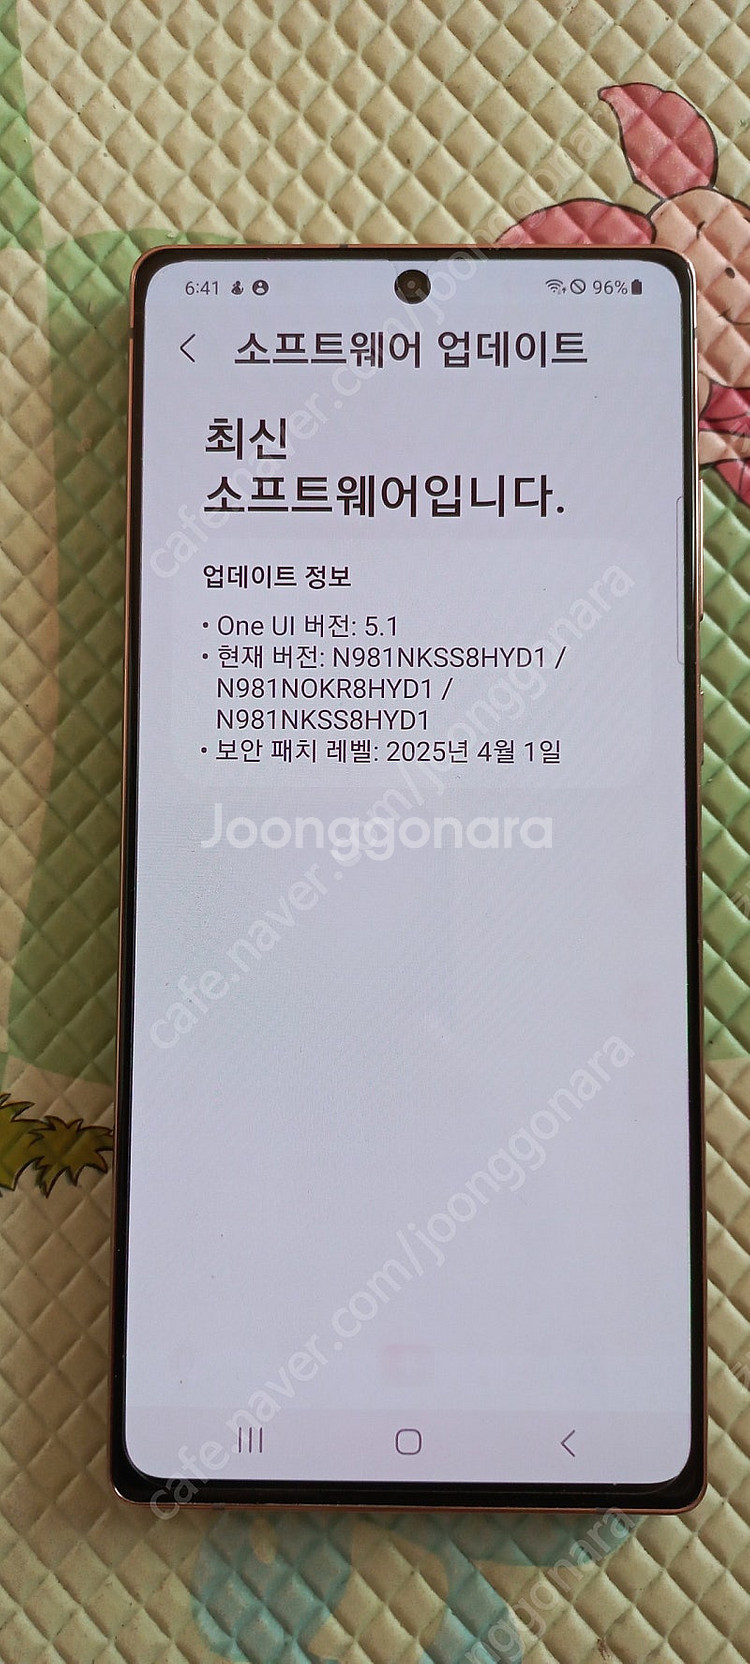 6:41 96%
소프트웨어 업데이트
최신
소프트웨어입니다.
업데이트 정보
• One UI 버전: 5.1
• 현재 버전: N981NKSS8HYD1 /
N981NOKR8HYD1 /
N981NKSS8HYD1
• 보안 패치 레벨: 2025년 4월 1일
Joonggonara
cafe.naver.com/joonggonara
cafe.naver.com/joonggonara
cafe.naver.com/joonggonara
joonggonara